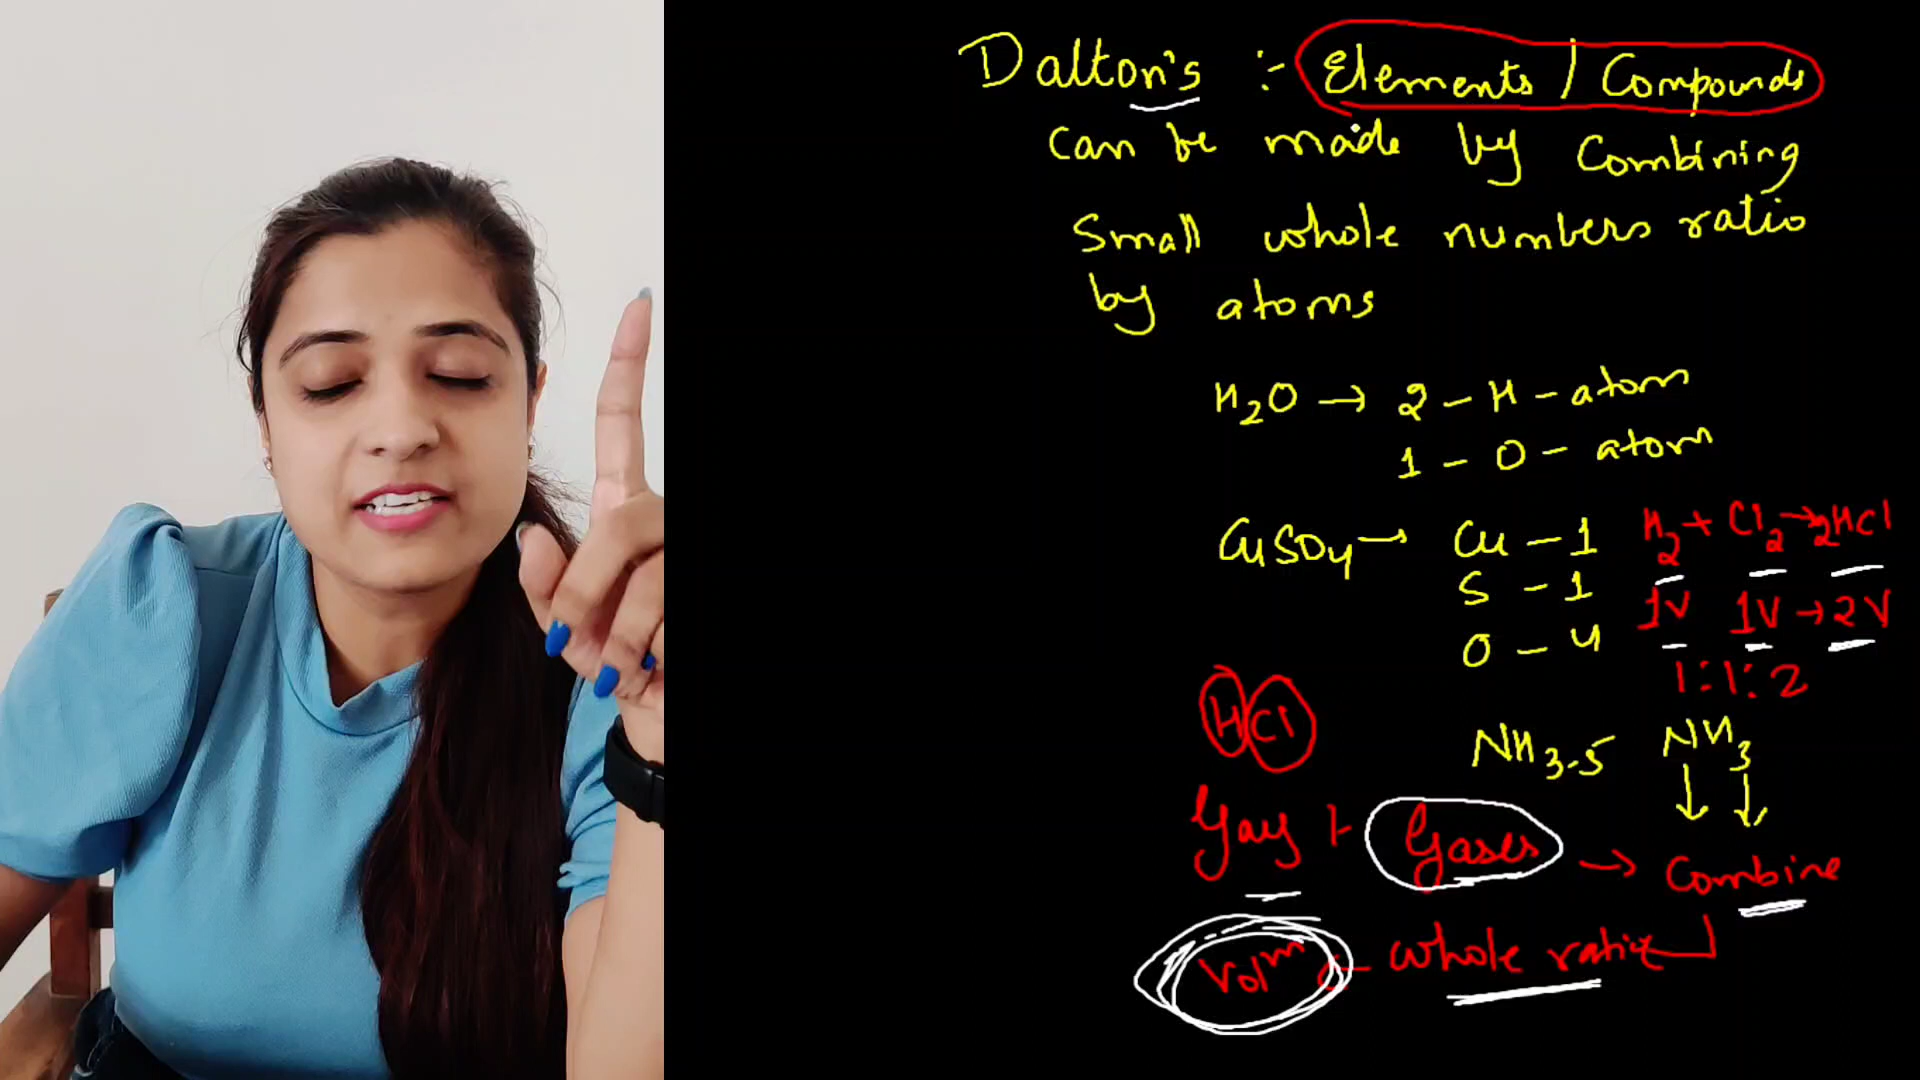 Dalton's :- Elements / Compounds
can be made by combining
small whole numbers ratio
by atoms
H2O → 2 - H - atom
1 - O - atom
CuSO4 → Cu - 1
S - 1
O - 4
H2 + Cl2 → 2HCl
1V 1V → 2V
1:1:2
HCl
NH3.5 NH3
Gay + Gases → Combine
Volm ← whole ratio